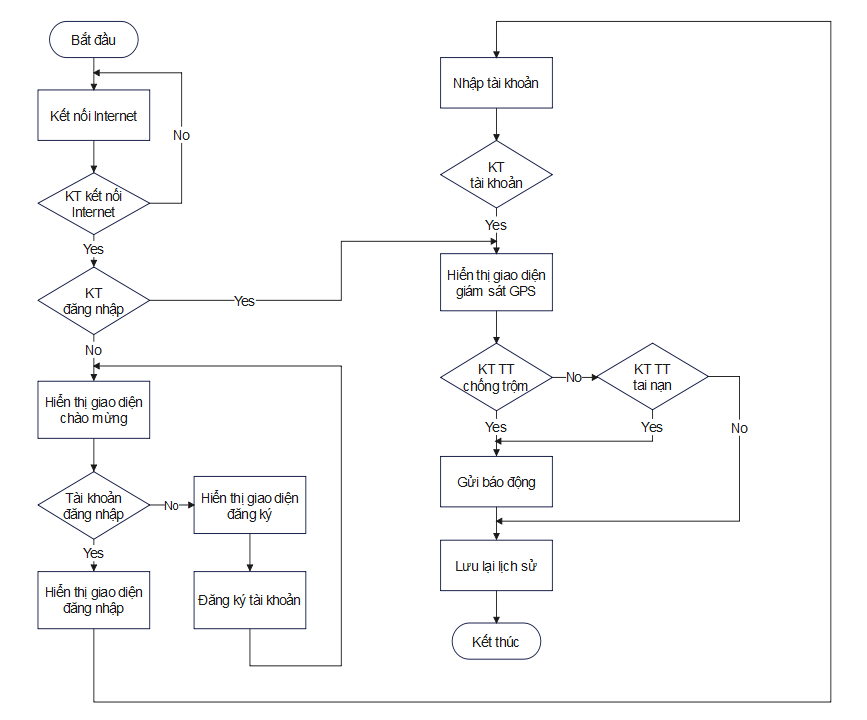 Bắt đầu
Kết nối Internet
No
KT kết nối
Internet
Yes
KT
đăng nhập
Yes
No
Hiển thị giao diện
chào mừng
Tài khoản
đăng nhập
No
Hiển thị giao diện
đăng ký
Yes
Hiển thị giao diện
đăng nhập
Đăng ký tài khoản
Nhập tài khoản
KT
tài khoản
Yes
Hiển thị giao diện
giám sát GPS
KT TT
chống trộm
No
KT TT
tai nạn
Yes
Yes
No
Gửi báo động
Lưu lại lịch sử
Kết thúc